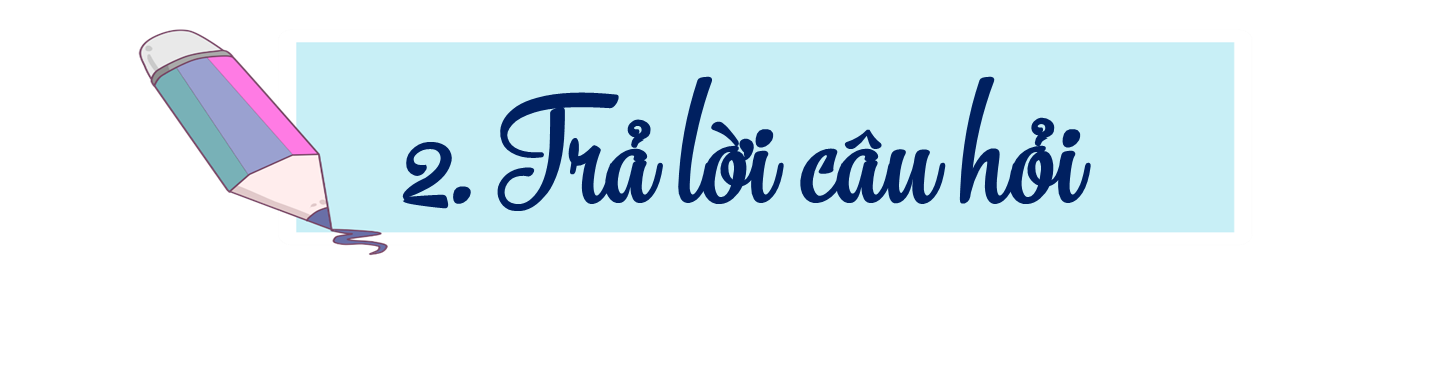 2. Trả lời câu hỏi